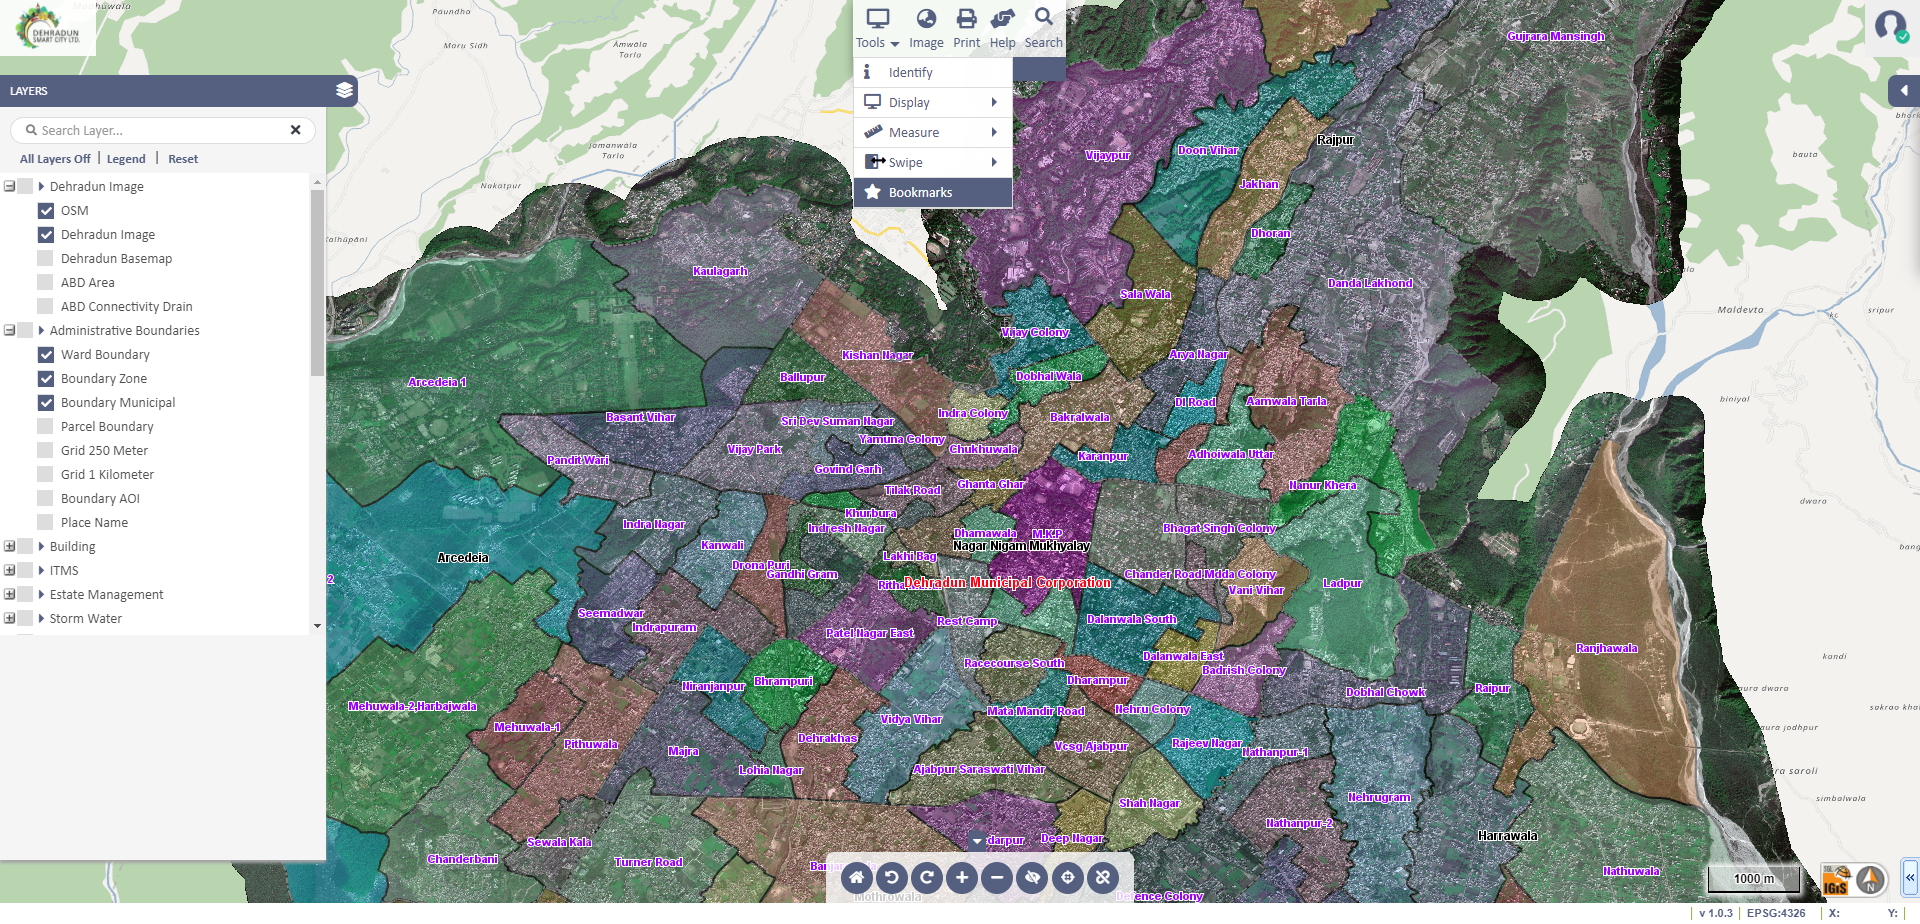 DEHRADUN
SMART CITY LTD.
Tools
Image
Print
Help
Search
Identify
Display
Measure
Swipe
Bookmarks
LAYERS
Search Layer...
All Layers Off | Legend | Reset
Dehradun Image
OSM
Dehradun Image
Dehradun Basemap
ABD Area
ABD Connectivity Drain
Administrative Boundaries
Ward Boundary
Boundary Zone
Boundary Municipal
Parcel Boundary
Grid 250 Meter
Grid 1 Kilometer
Boundary AOI
Place Name
Building
ITMS
Estate Management
Storm Water
Paundha
Maru Sidh
Amwala
Tarla
Jamanwala
Tarla
Nakatpur
Gujrara Mansingh
Rajpur
Vijaypur
Doon Vihar
Jakhan
Dhoran
Kaulagarh
Danda Lakhond
Sala Wala
Vijay Colony
Maldevta
kc
sripur
bauta
Kishan Nagar
Arya Nagar
Arcedeia 1
Ballupur
Dobhal Wala
Dl Road
Aamwala Tarla
biniyal
Basant Vihar
Sri Dev Suman Nagar
Indra Colony
Bakralwala
Yamuna Colony
Vijay Park
Chukhuwala
Pandit Wari
Govind Garh
Karanpur
Adhoiwala Uttar
Tilak Road
Ghanta Ghar
Nanur Khera
dwara
Khurbura
Indra Nagar
Indresh Nagar
Dhamawala
M.K.P
Bhagat Singh Colony
Kanwali
Nagar Nigam Mukhyalay
Arcedeia
Lakhi Bag
Drona Puri
Gandhi Gram
Chander Road
Mdda Colony
Dehradun Municipal Corporation
Ladpur
Vani Vihar
Seemadwar
Indrapuram
Rest Camp
Dalanwala South
Patel Nagar East
Ranjhawala
Racecourse South
Dalanwala East
Badrish Colony
kandi
Bhrampuri
Dharampur
Niranjanpur
Dobhal Chowk
Raipur
Mehuwala-2,Harbajwala
Mata Mandir Road
Nehru Colony
Vidya Vihar
Mehuwala-1
Pithuwala
Dehrakhas
Vcsg Ajabpur
Rajeev Nagar
Nathanpur-1
Majra
Lohia Nagar
Ajabpur Saraswati Vihar
Nehrugram
simbalwala
Shah Nagar
Nathanpur-2
Harrawala
Deep Nagar
Sewala Kala
Chanderbani
Turner Road
Nathuwala
Mothrowala
Defence Colony
1000 m
IGiS
N
v 1.0.3 | EPSG:4326 | X: Y: